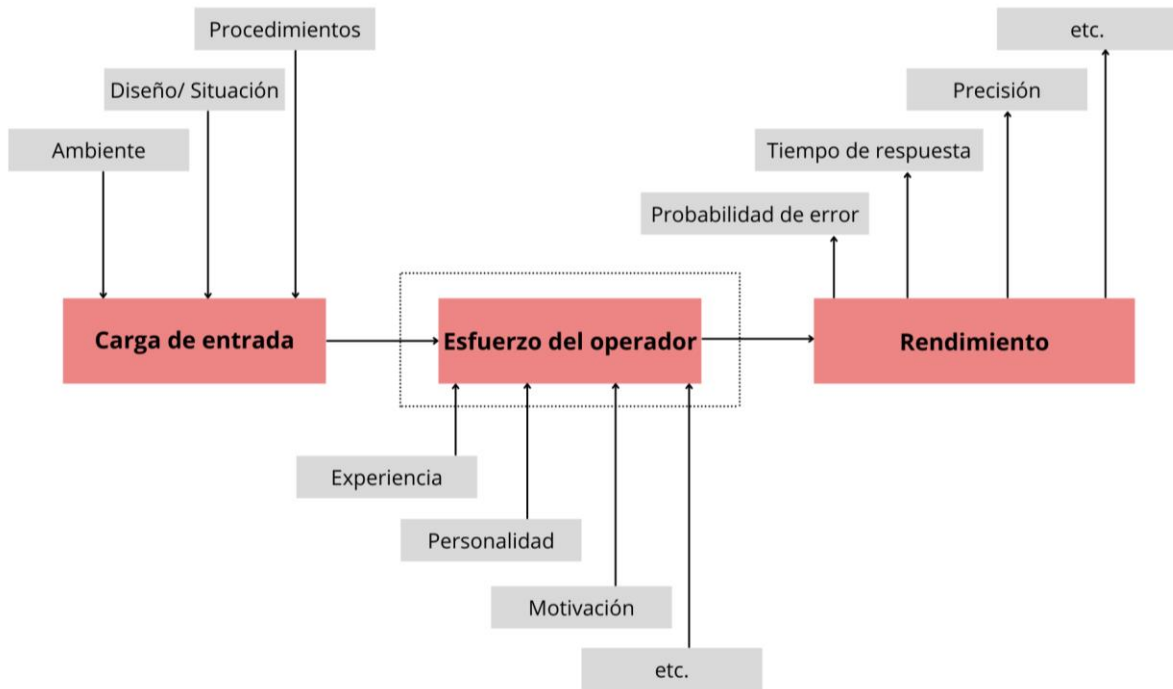 Procedimientos
etc.
Diseño/ Situación
Precisión
Ambiente
Tiempo de respuesta
Probabilidad de error
Carga de entrada
Esfuerzo del operador
Rendimiento
Experiencia
Personalidad
Motivación
etc.